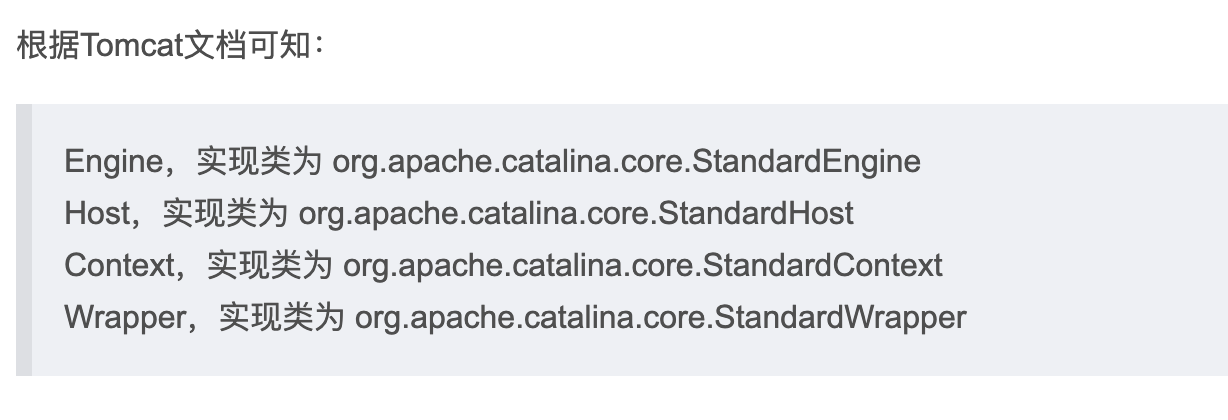 根据Tomcat文档可知：
Engine，实现类为 org.apache.catalina.core.StandardEngine
Host，实现类为 org.apache.catalina.core.StandardHost
Context，实现类为 org.apache.catalina.core.StandardContext
Wrapper，实现类为 org.apache.catalina.core.StandardWrapper